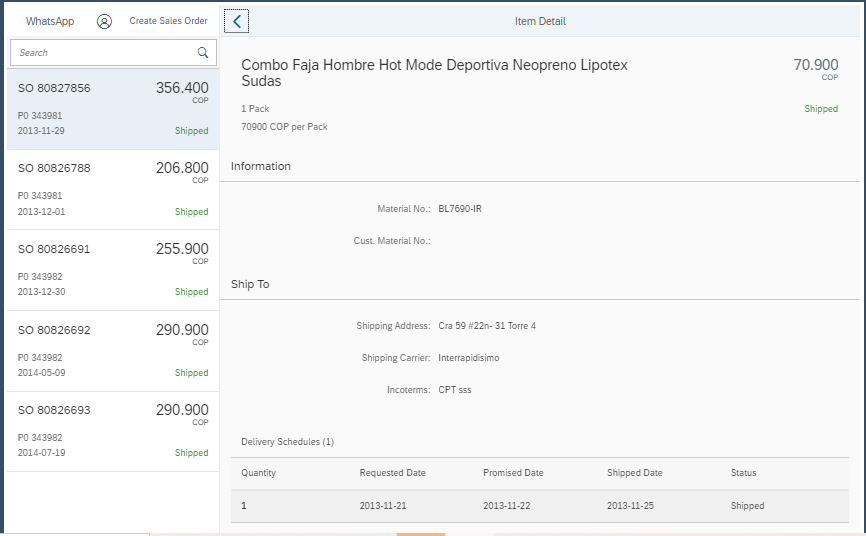 WhatsApp
Create Sales Order
Item Detail
Search
SO 80827856 356.400
COP
PO 343981
2013-11-29 Shipped
SO 80826788 206.800
COP
PO 343981
2013-12-01 Shipped
SO 80826691 255.900
COP
PO 343982
2013-12-30 Shipped
SO 80826692 290.900
COP
PO 343982
2014-05-09 Shipped
SO 80826693 290.900
COP
PO 343982
2014-07-19 Shipped
Combo Faja Hombre Hot Mode Deportiva Neopreno Lipotex
Sudas
70.900
COP
1 Pack
Shipped
70900 COP per Pack
Information
Material No.: BL7690-IR
Cust. Material No.:
Ship To
Shipping Address: Cra 59 #22n- 31 Torre 4
Shipping Carrier: Interrapidisimo
Incoterms: CPT sss
Delivery Schedules (1)
Quantity Requested Date Promised Date Shipped Date Status
1 2013-11-21 2013-11-22 2013-11-25 Shipped